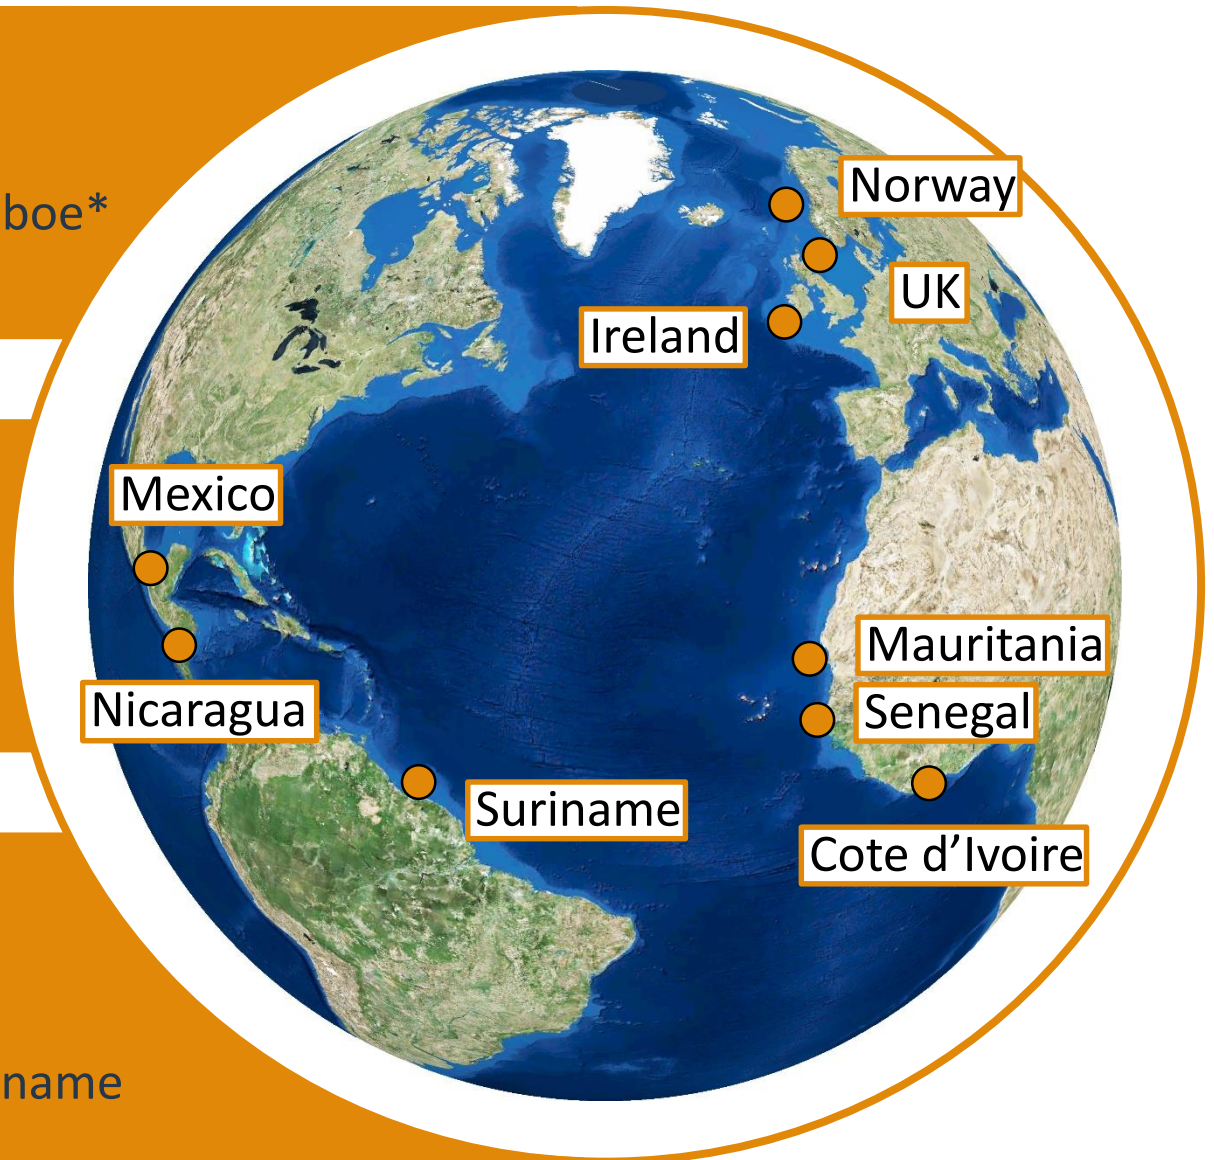 Norway
boe*
UK
Ireland
Mexico
Mauritania
Senegal
Nicaragua
Suriname
Cote d’Ivoire
name